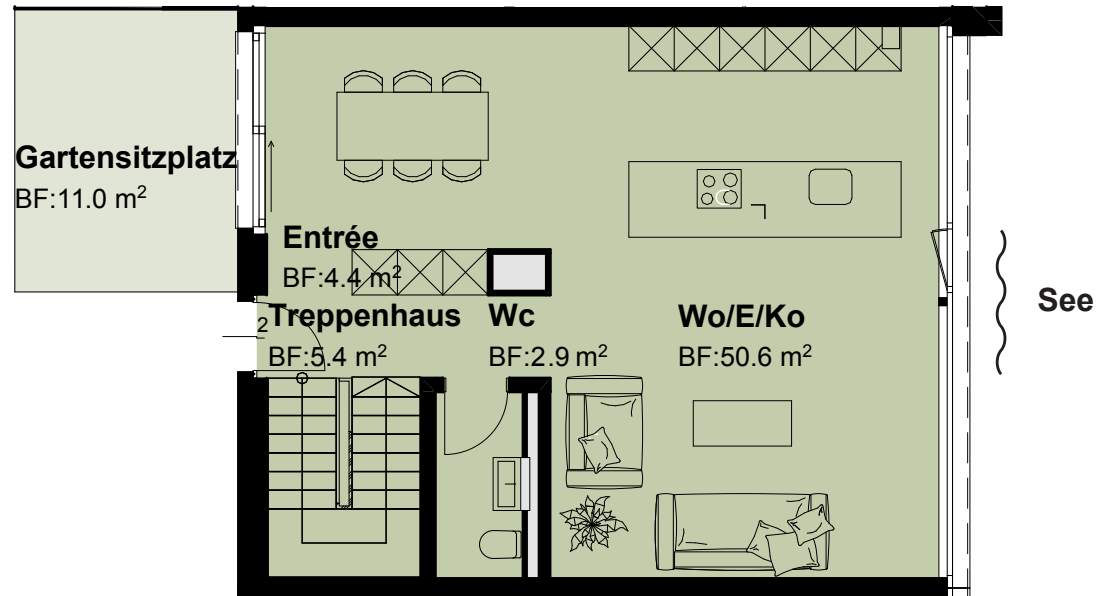 Gartensitzplatz
BF:11.0 m²
Entrée
BF:4.4 m²
2
Treppenhaus
BF:5.4 m²
Wc
BF:2.9 m²
Wo/E/Ko
BF:50.6 m²
See